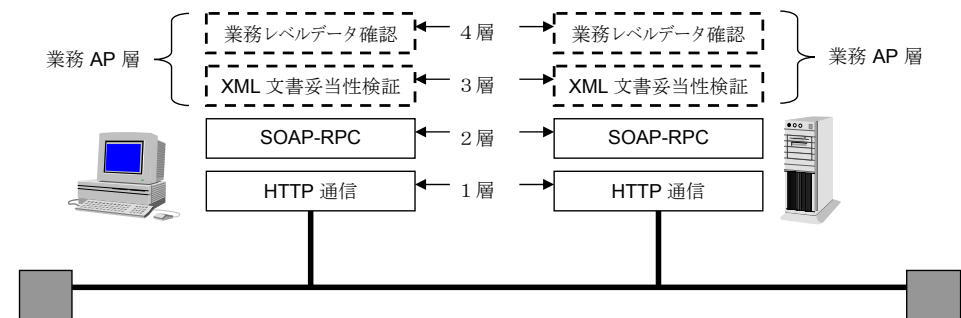 業務レベルデータ確認 4層 業務レベルデータ確認
業務 AP 層 業務 AP 層
XML 文書妥当性検証 3層 XML 文書妥当性検証
SOAP-RPC 2層 SOAP-RPC
HTTP 通信 1層 HTTP 通信